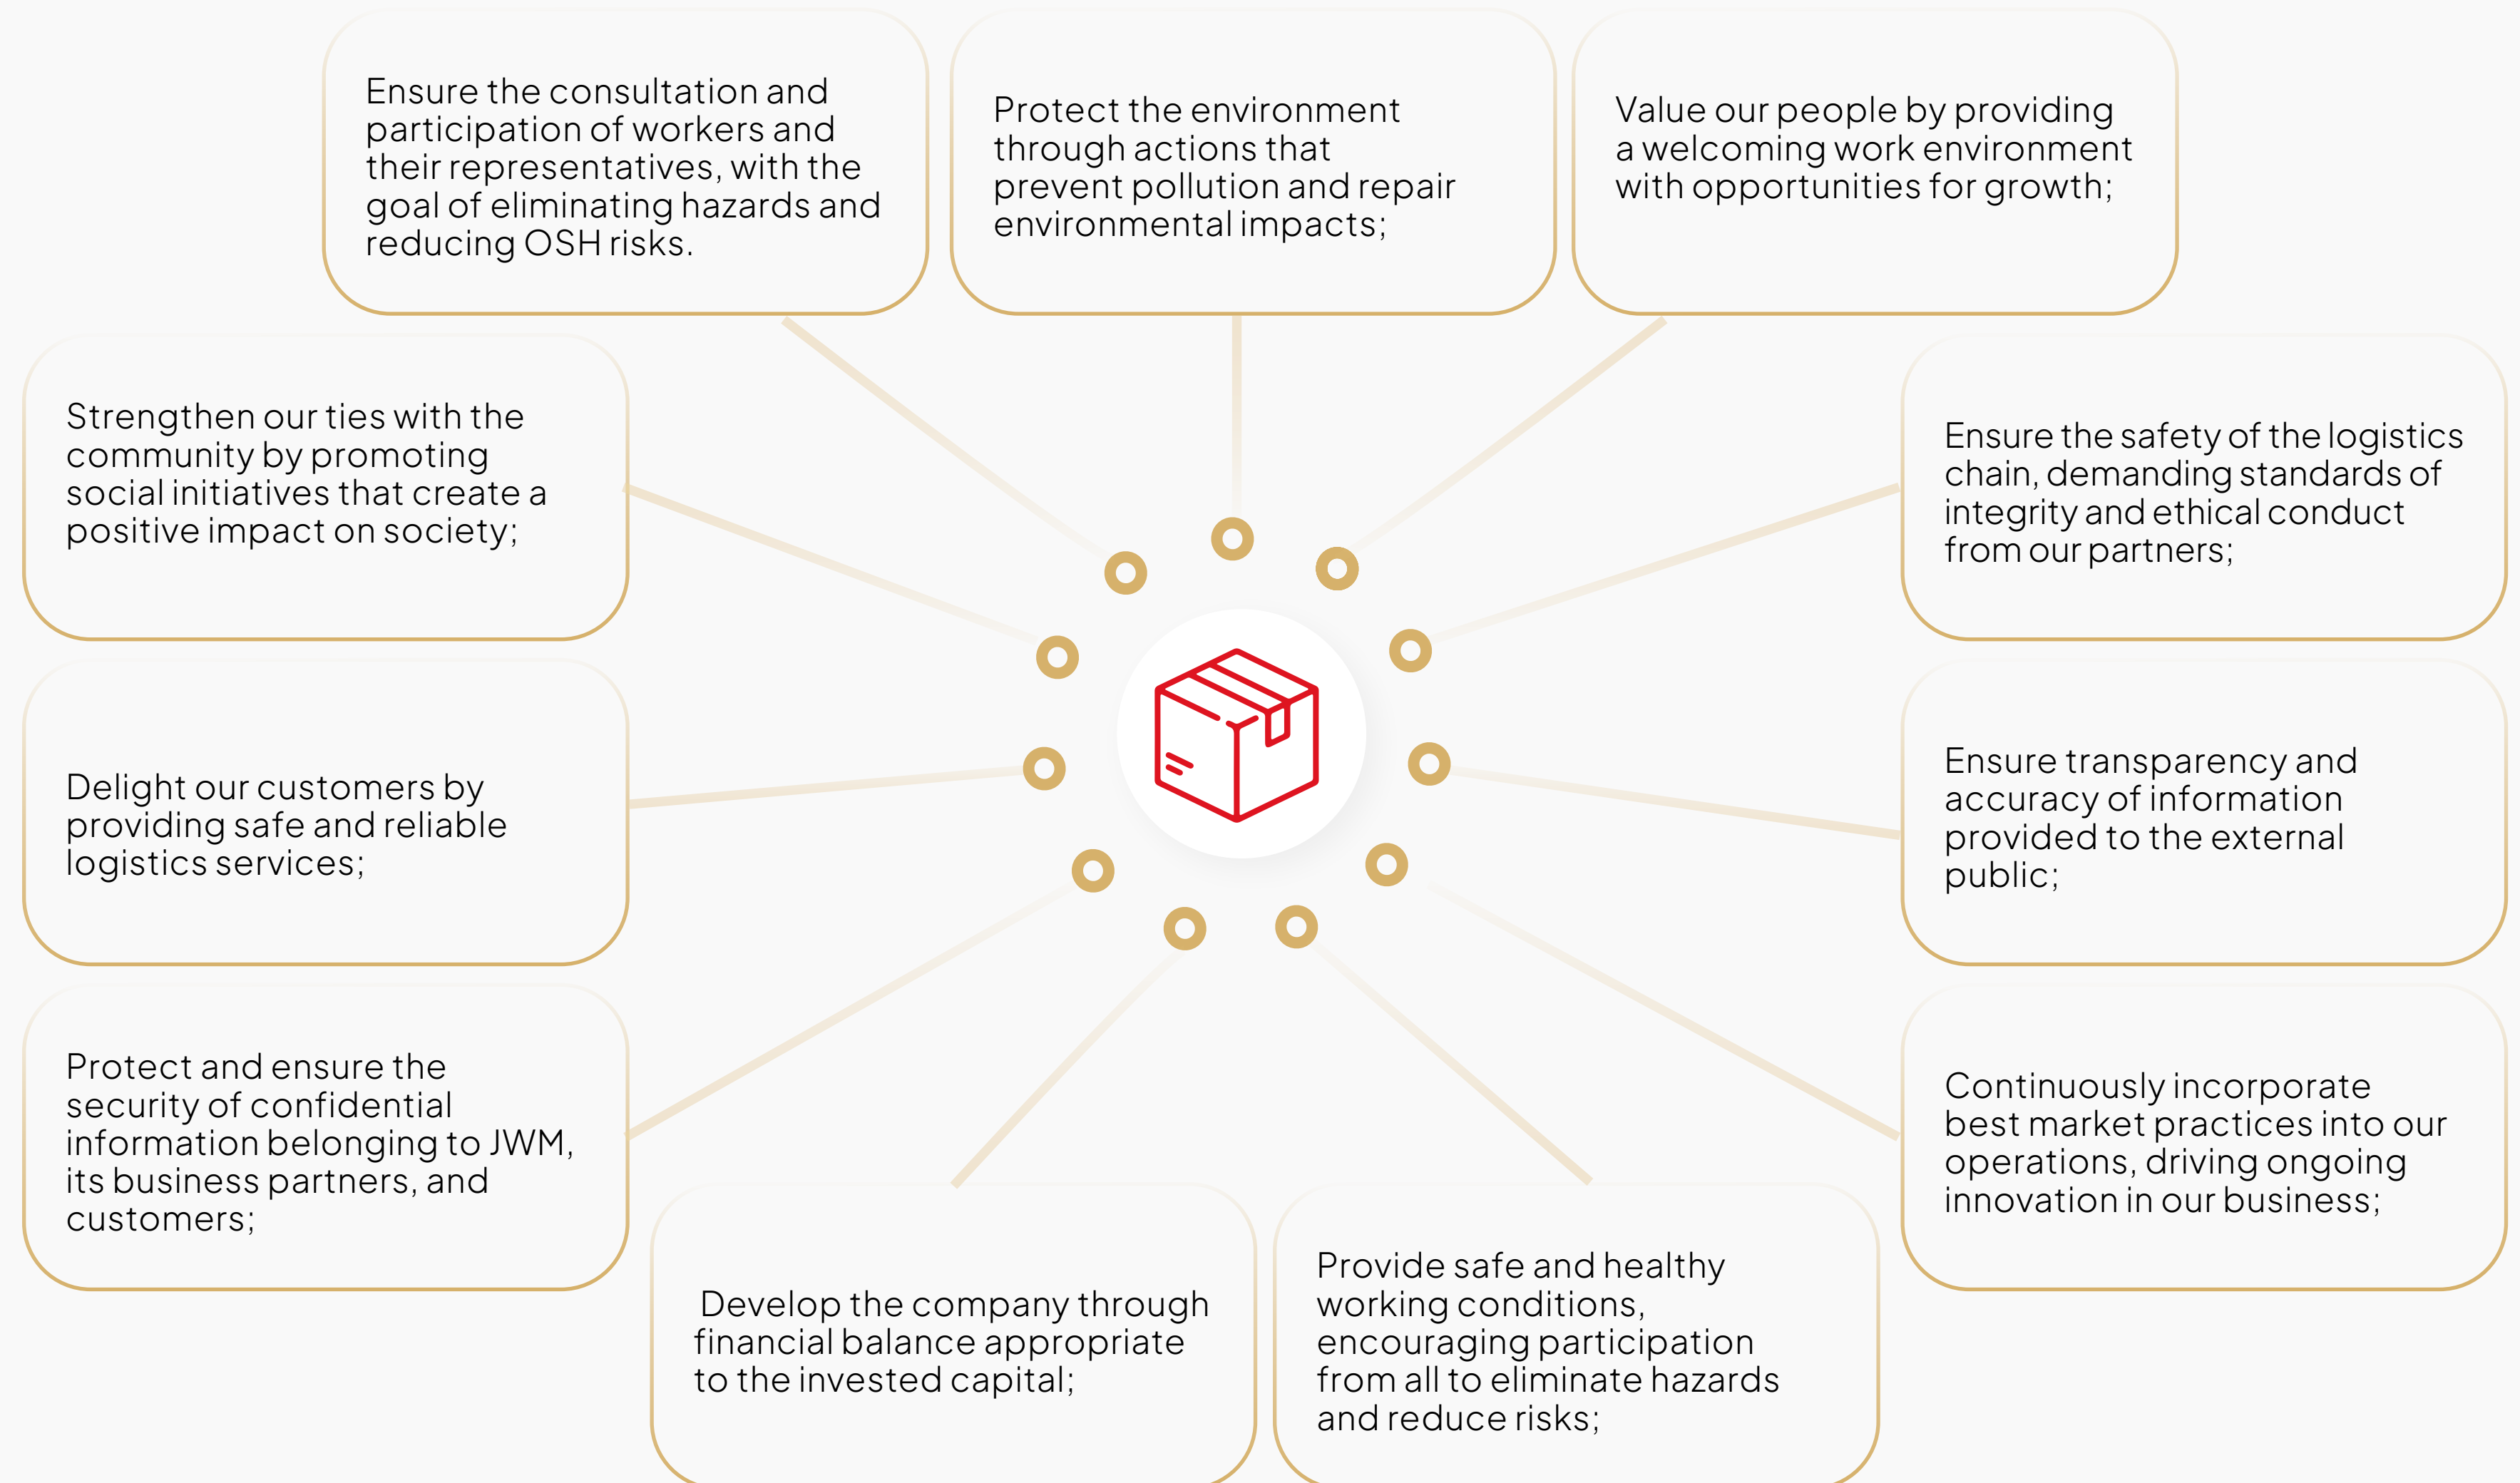 Ensure the consultation and
participation of workers and
their representatives, with the
goal of eliminating hazards and
reducing OSH risks.
Protect the environment
through actions that
prevent pollution and repair
environmental impacts;
Value our people by providing
a welcoming work environment
with opportunities for growth;
Strengthen our ties with the
community by promoting
social initiatives that create a
positive impact on society;
Ensure the safety of the logistics
chain, demanding standards of
integrity and ethical conduct
from our partners;
Delight our customers by
providing safe and reliable
logistics services;
Ensure transparency and
accuracy of information
provided to the external
public;
Protect and ensure the
security of confidential
information belonging to JWM,
its business partners, and
customers;
Continuously incorporate
best market practices into our
operations, driving ongoing
innovation in our business;
Develop the company through
financial balance appropriate
to the invested capital;
Provide safe and healthy
working conditions,
encouraging participation
from all to eliminate hazards
and reduce risks;